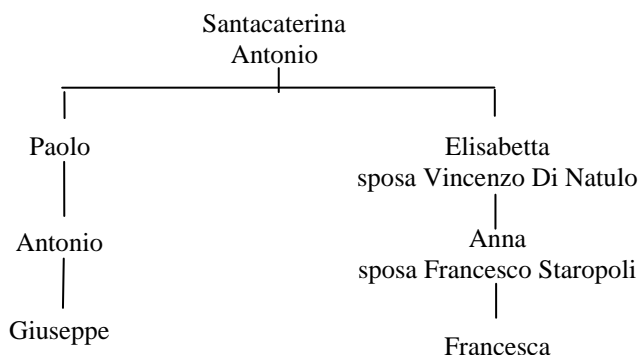 Santacaterina
Antonio
Paolo
Elisabetta
sposa Vincenzo Di Natulo
Antonio
Anna
sposa Francesco Staropoli
Giuseppe
Francesca